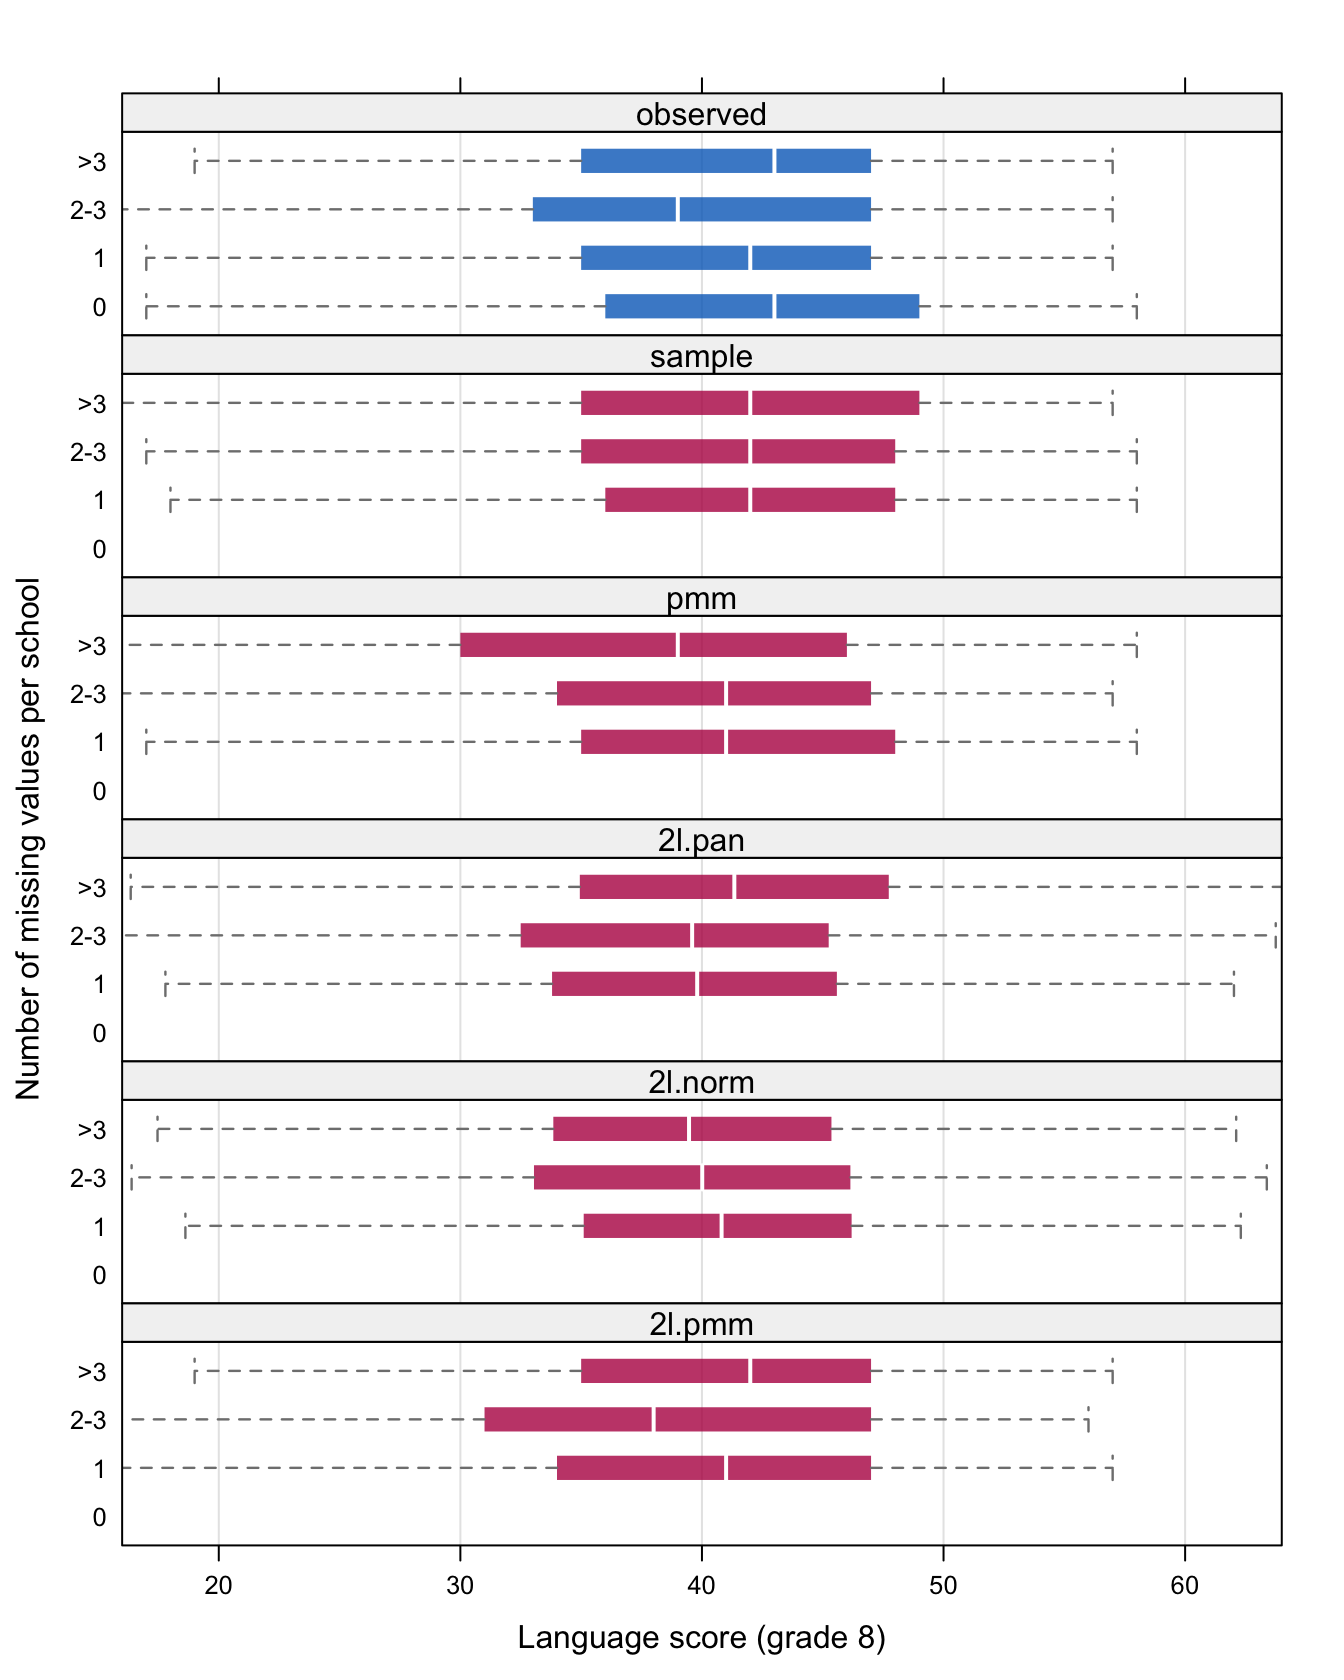 observed
>3
2-3
1
0
sample
>3
2-3
1
0
pmm
>3
2-3
1
0
2l.pan
>3
2-3
1
0
2l.norm
>3
2-3
1
0
2l.pmm
>3
2-3
1
0
20 30 40 50 60
Language score (grade 8)
Number of missing values per school